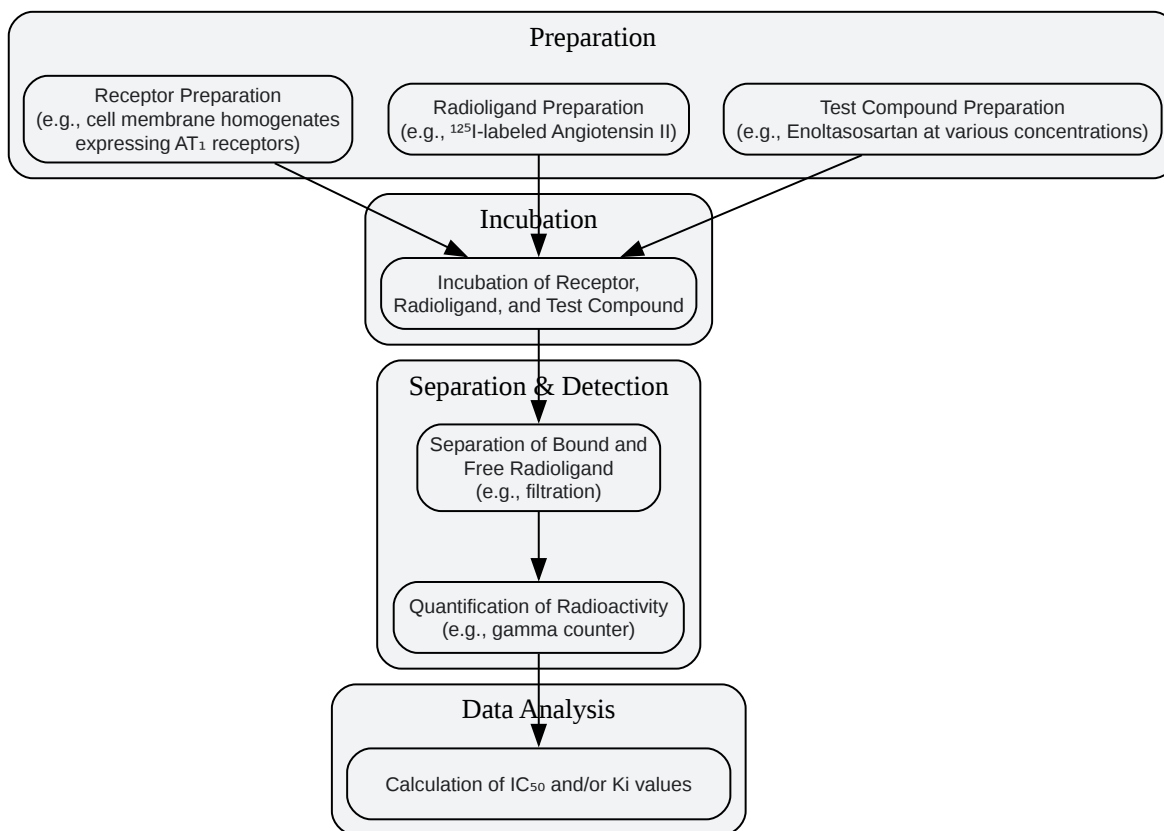 Preparation
Receptor Preparation
(e.g., cell membrane homogenates
expressing AT₁ receptors)
Radioligand Preparation
(e.g., ¹²⁵I-labeled Angiotensin II)
Test Compound Preparation
(e.g., Enoltasosartan at various concentrations)
Incubation
Incubation of Receptor,
Radioligand, and Test Compound
Separation & Detection
Separation of Bound and
Free Radioligand
(e.g., filtration)
Quantification of Radioactivity
(e.g., gamma counter)
Data Analysis
Calculation of IC₅₀ and/or Ki values